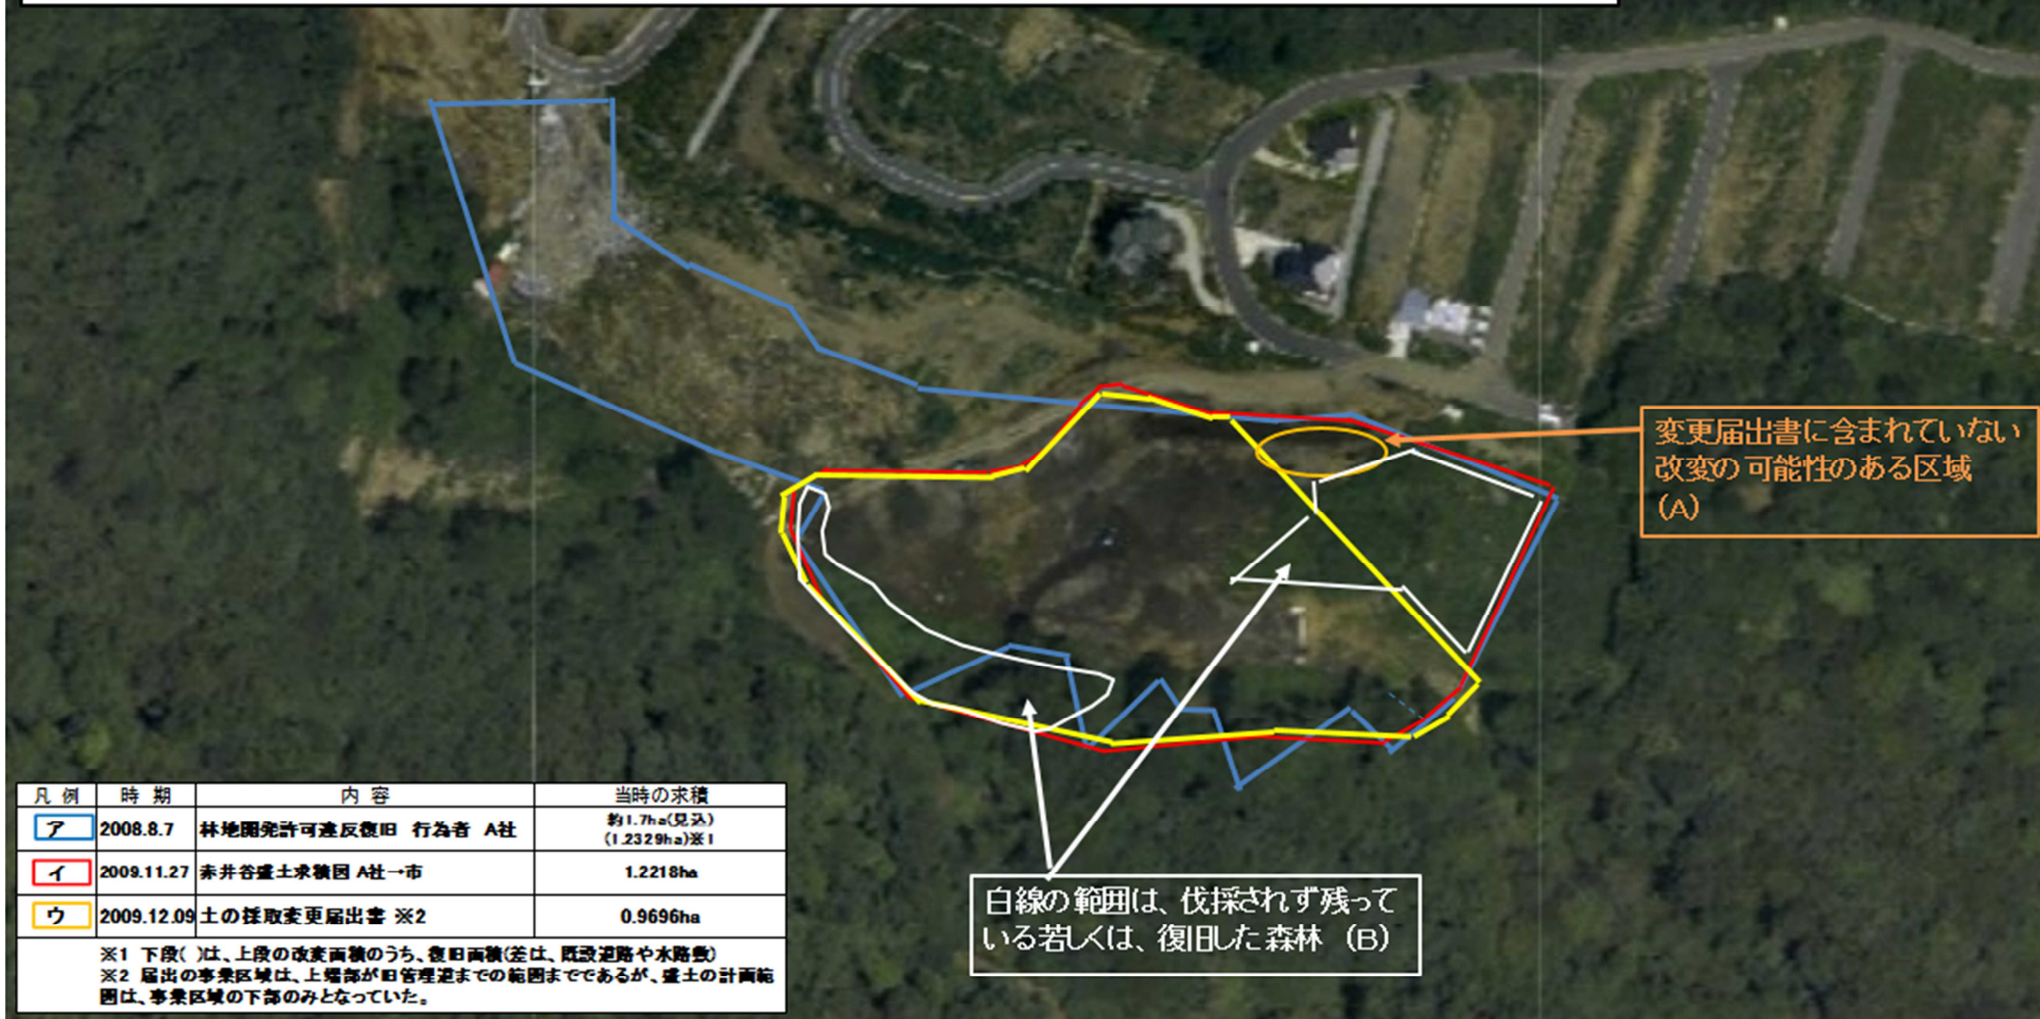 変更届出書に含まれていない
改変の可能性のある区域
(A)
白線の範囲は、伐採されず残って
いる若しくは、復旧した森林 (B)
凡 例 時 期 内 容 当時の求積
ア 2008.8.7 林地開発許可違反復旧 行為者 A社 約1.7ha(見込)
(1.2329ha)※1
イ 2009.11.27 赤井谷盛土求積図 A社→市 1.2218ha
ウ 2009.12.09 土の採取変更届出書 ※2 0.9696ha
※1 下段( )は、上段の改変面積のうち、復旧面積(差は、既設道路や水路敷)
※2 届出の事業区域は、上端部が旧管理道までの範囲までであるが、盛土の計画範
囲は、事業区域の下部のみとなっていた。